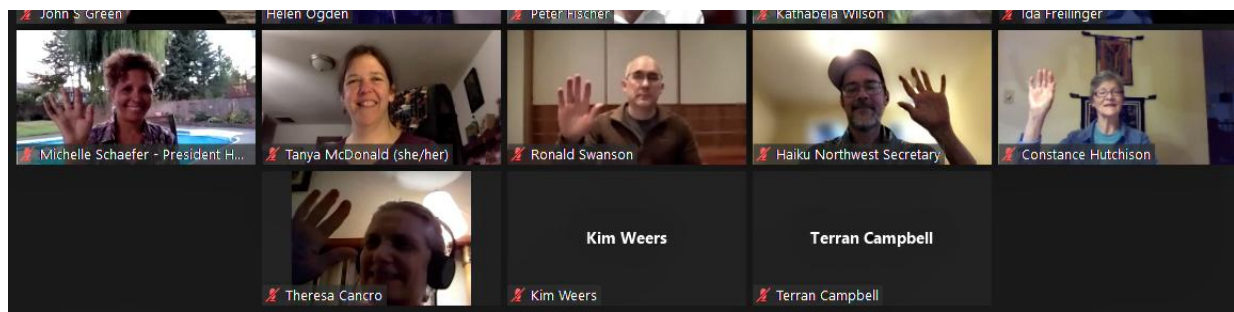 John S Green
Helen Ogden
Peter Fischer
Kathabela Wilson
Ida Freilinger
Michelle Schaefer - President H...
Tanya McDonald (she/her)
Ronald Swanson
Haiku Northwest Secretary
Constance Hutchison
Kim Weers
Terran Campbell
Theresa Cancro
Kim Weers
Terran Campbell